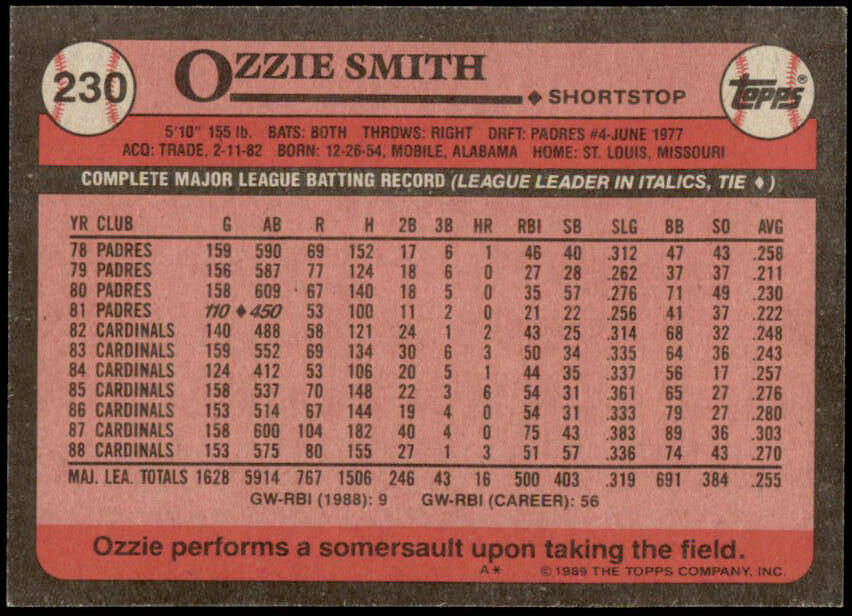 230
OZZIE SMITH
TOPPS
♦ SHORTSTOP
5'10" 155 lb. BATS: BOTH THROWS: RIGHT DRFT: PADRES #4-JUNE 1977
ACQ: TRADE, 2-11-82 BORN: 12-26-54, MOBILE, ALABAMA HOME: ST. LOUIS, MISSOURI
COMPLETE MAJOR LEAGUE BATTING RECORD (LEAGUE LEADER IN ITALICS, TIE ♦)
YR CLUB G AB R H 2B 3B HR RBI SB SLG BB SO AVG
78 PADRES 159 590 69 152 17 6 1 46 40 .312 47 43 .258
79 PADRES 156 587 77 124 18 6 0 27 28 .262 37 37 .211
80 PADRES 158 609 67 140 18 5 0 35 57 .276 71 49 .230
81 PADRES 110 ♦450 53 100 11 2 0 21 22 .256 41 37 .222
82 CARDINALS 140 488 58 121 24 1 2 43 25 .314 68 32 .248
83 CARDINALS 159 552 69 134 30 6 3 50 34 .335 64 36 .243
84 CARDINALS 124 412 53 106 20 5 1 44 35 .337 56 17 .257
85 CARDINALS 158 537 70 148 22 3 6 54 31 .361 65 27 .276
86 CARDINALS 153 514 67 144 19 4 0 54 31 .333 79 27 .280
87 CARDINALS 158 600 104 182 40 4 0 75 43 .383 89 36 .303
88 CARDINALS 153 575 80 155 27 1 3 51 57 .336 74 43 .270
MAJ. LEA. TOTALS 1628 5914 767 1506 246 43 16 500 403 .319 691 384 .255
GW-RBI (1988): 9 GW-RBI (CAREER): 56
Ozzie performs a somersault upon taking the field.
A* © 1989 THE TOPPS COMPANY, INC.